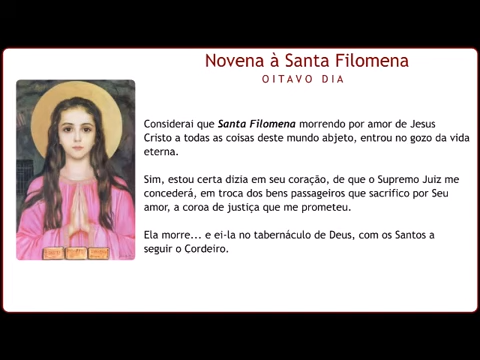 Novena à Santa Filomena
OITAVO DIA
Considerai que Santa Filomena morrendo por amor de Jesus
Cristo a todas as coisas deste mundo abjeto, entrou no gozo da vida
eterna.
Sim, estou certa dizia em seu coração, de que o Supremo Juiz me
concederá, em troca dos bens passageiros que sacrifico por Seu
amor, a coroa de justiça que me prometeu.
Ela morre... e ei-la no tabernáculo de Deus, com os Santos a
seguir o Cordeiro.